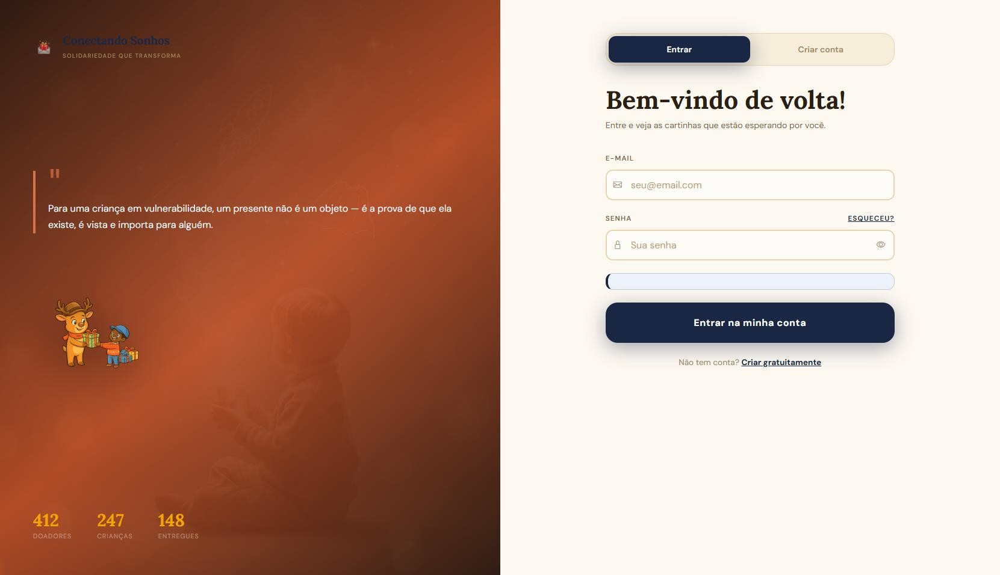 Conectando Sonhos
SOLIDARIEDADE QUE TRANSFORMA
"
Para uma criança em vulnerabilidade, um presente não é um objeto — é a prova de que ela
existe, é vista e importa para alguém.
412
DOADORES
247
CRIANÇAS
148
ENTREGUES
Entrar
Criar conta
Bem-vindo de volta!
Entre e veja as cartinhas que estão esperando por você.
E-MAIL
seu@email.com
SENHA
ESQUECEU?
Sua senha
Entrar na minha conta
Não tem conta? Criar gratuitamente